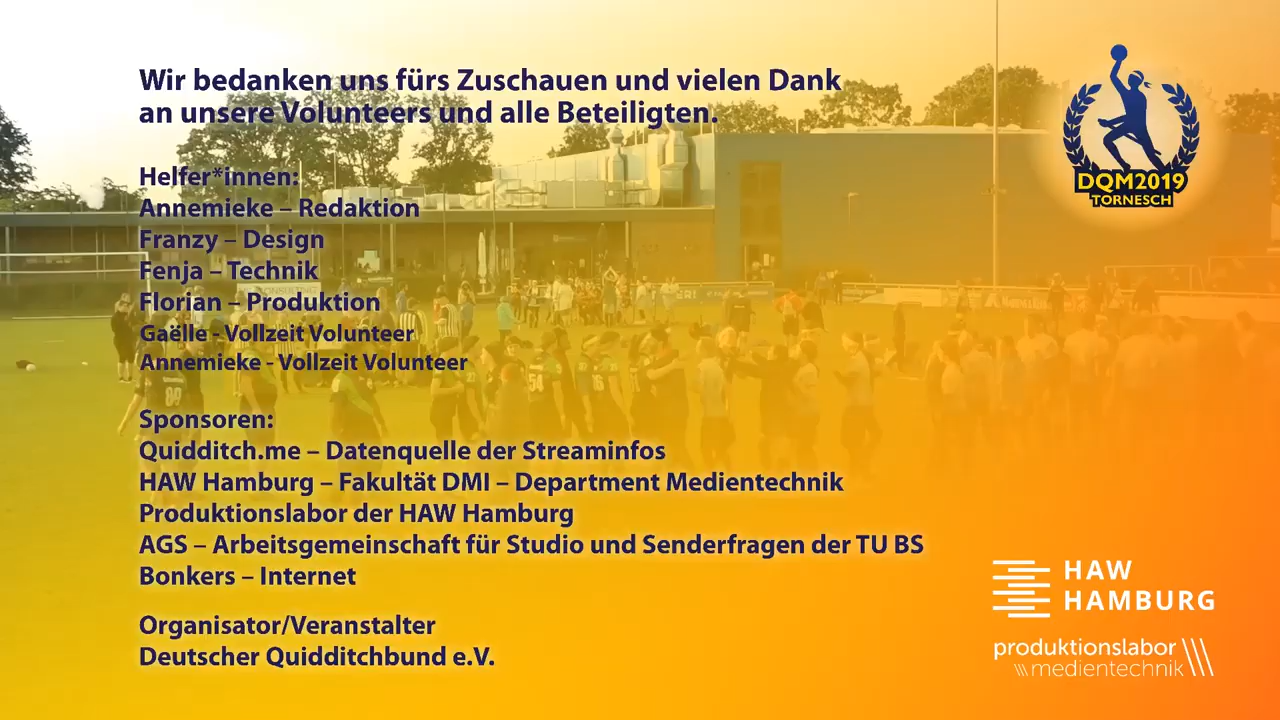 Wir bedanken uns fürs Zuschauen und vielen Dank
an unsere Volunteers und alle Beteiligten.
Helfer*innen:
Annemieke – Redaktion
Franzy – Design
Fenja – Technik
Florian – Produktion
Gaëlle - Vollzeit Volunteer
Annemieke - Vollzeit Volunteer
Sponsoren:
Quidditch.me – Datenquelle der Streaminfos
HAW Hamburg – Fakultät DMI – Department Medientechnik
Produktionslabor der HAW Hamburg
AGS – Arbeitsgemeinschaft für Studio und Senderfragen der TU BS
Bonkers – Internet
Organisator/Veranstalter
Deutscher Quidditchbund e.V.
DQM2019
TORNESCH
HAW
HAMBURG
produktionslabor
medientechnik
54